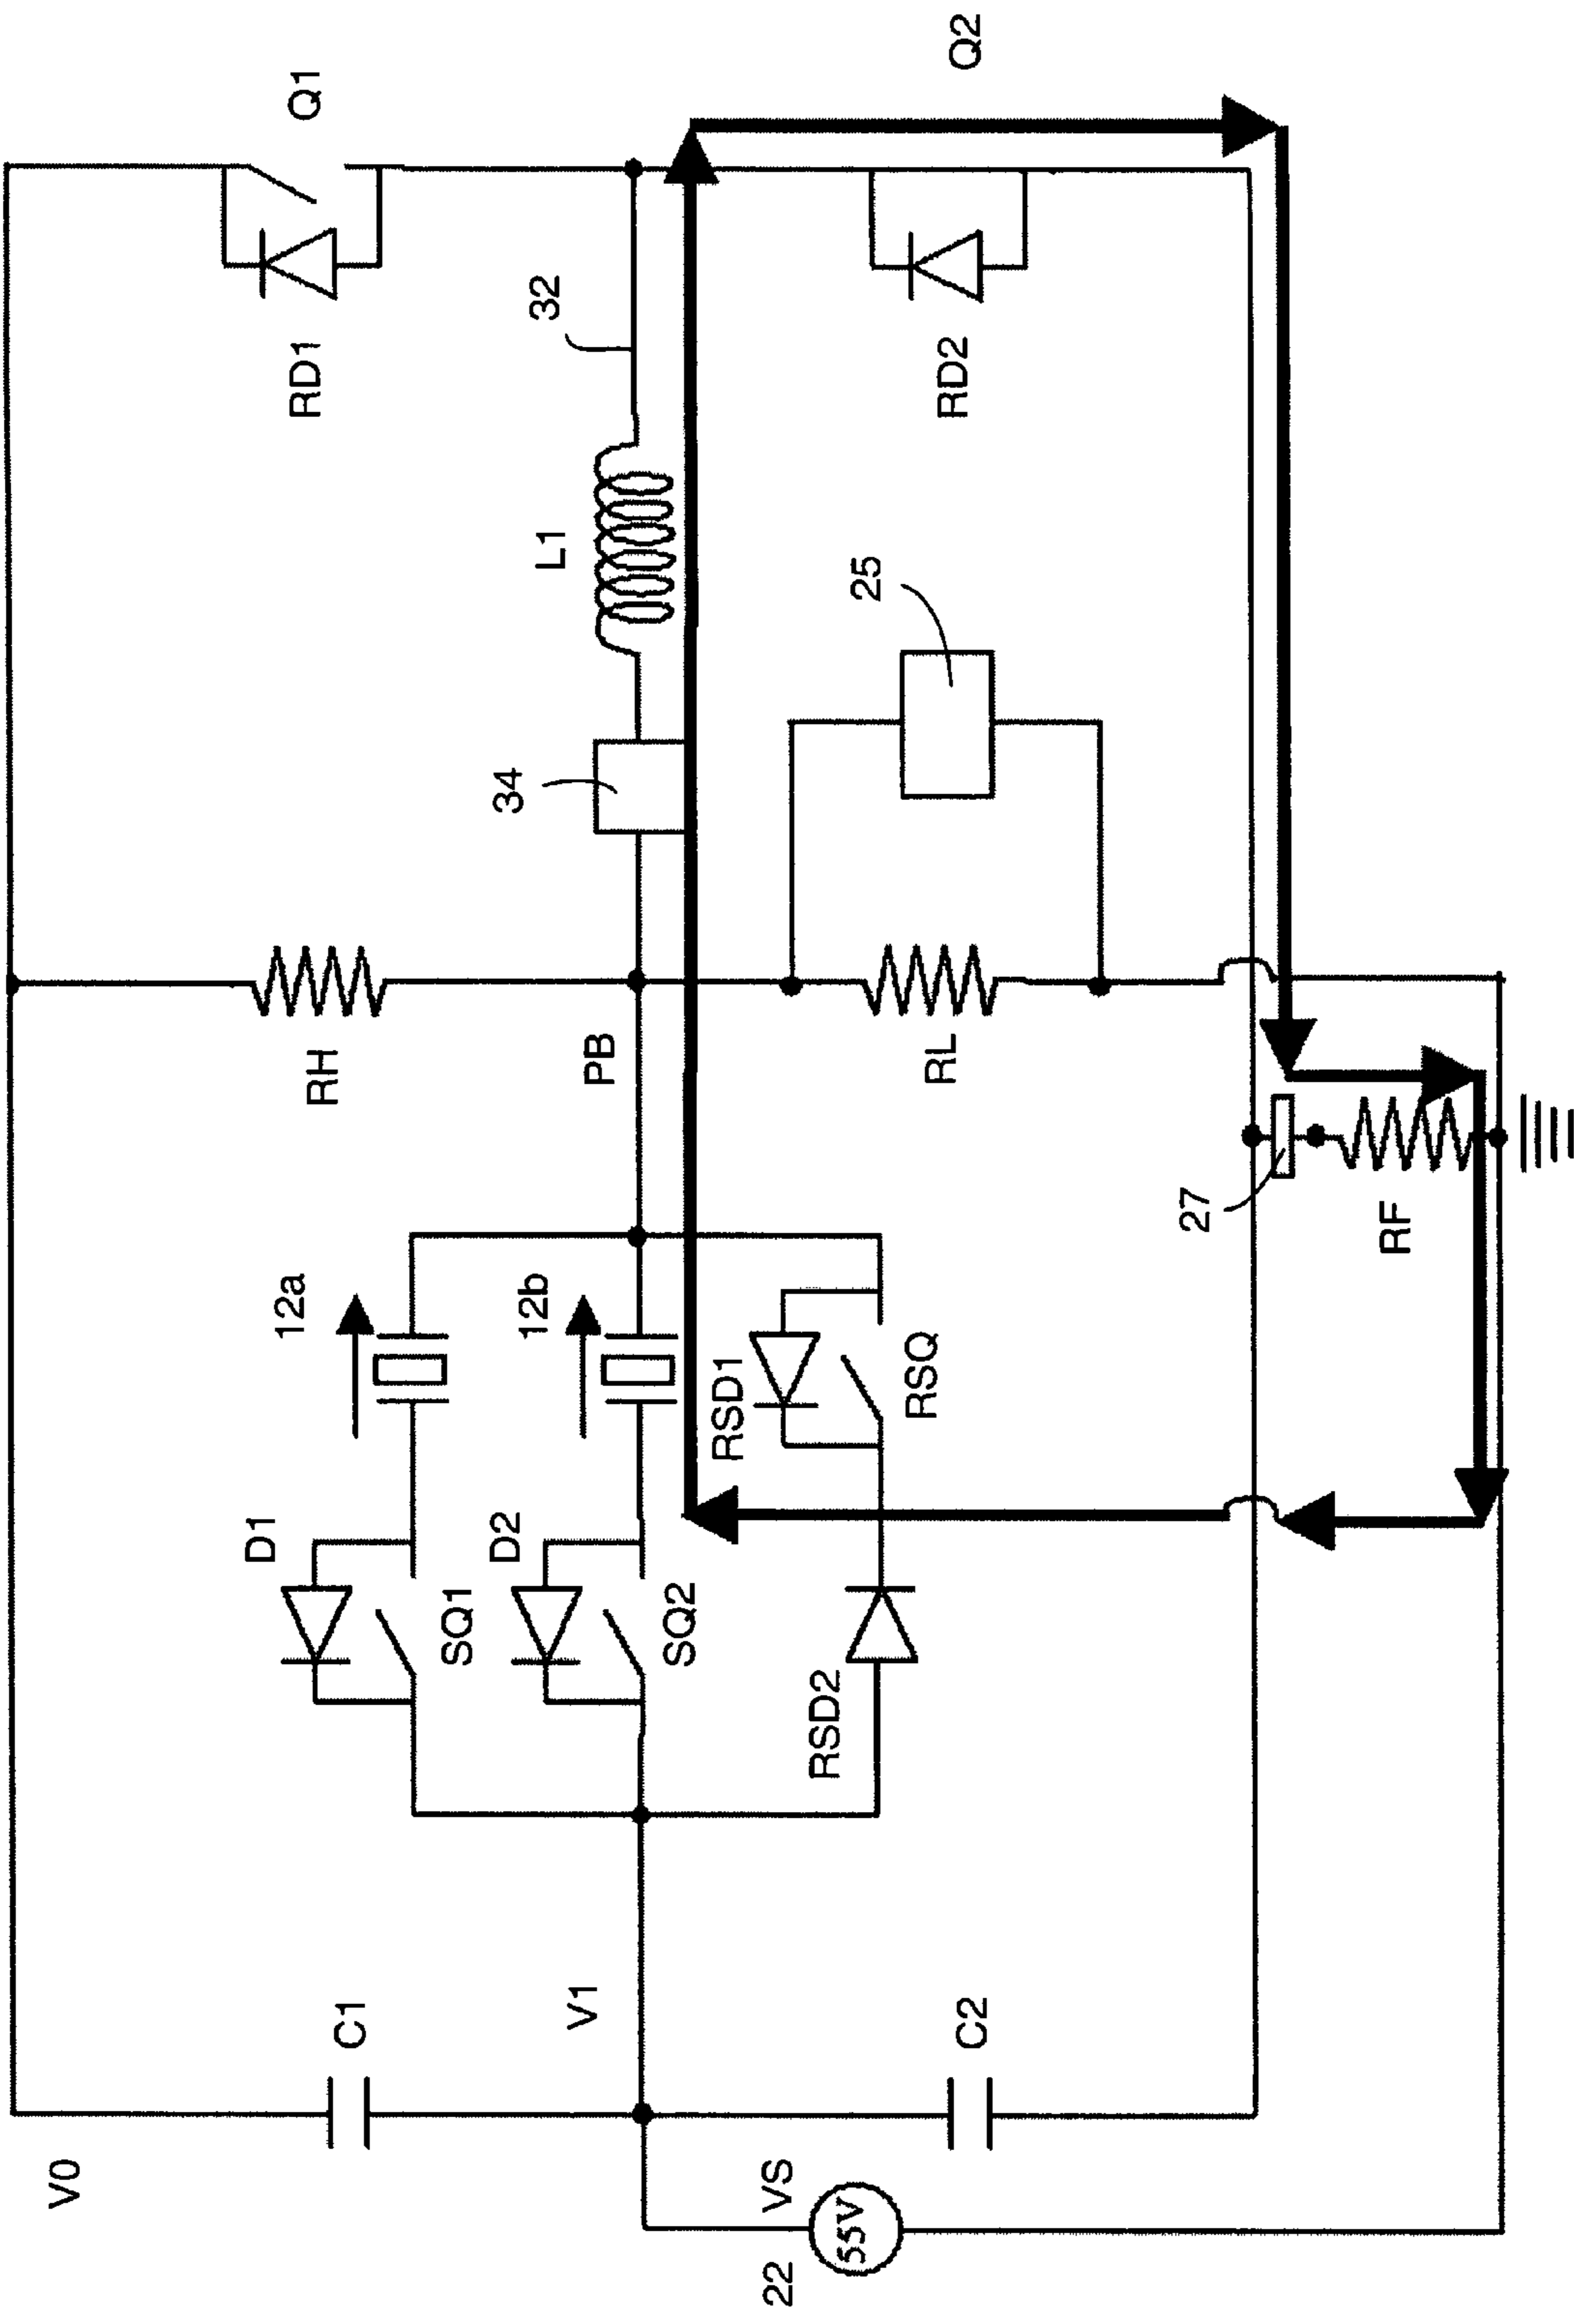 Q1
Q2
RD1
32
RD2
L1
25
34
RH
PB
RL
27
RF
12a
12b
RSD1
RSQ
D1
D2
SQ1
SQ2
RSD2
C1
V1
C2
V0
VS
55V
22